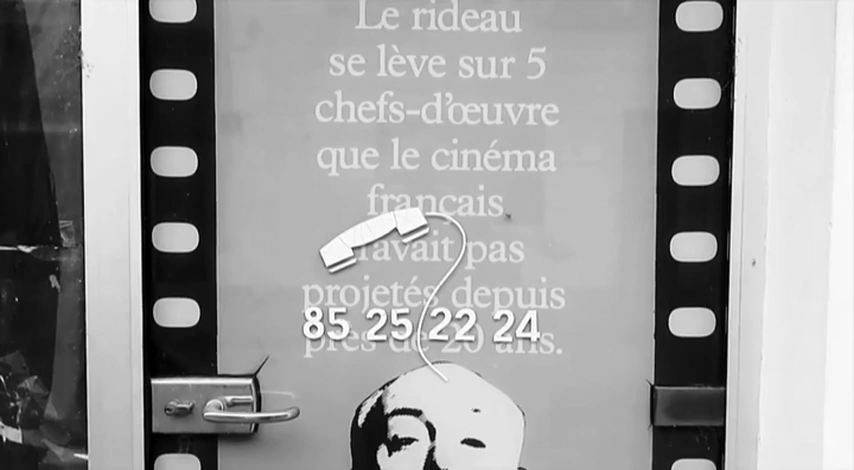 Le rideau
se lève sur 5
chefs-d'œuvre
que le cinéma
français
n'avait pas
projetés depuis
85 25 22 24
près de 20 ans.